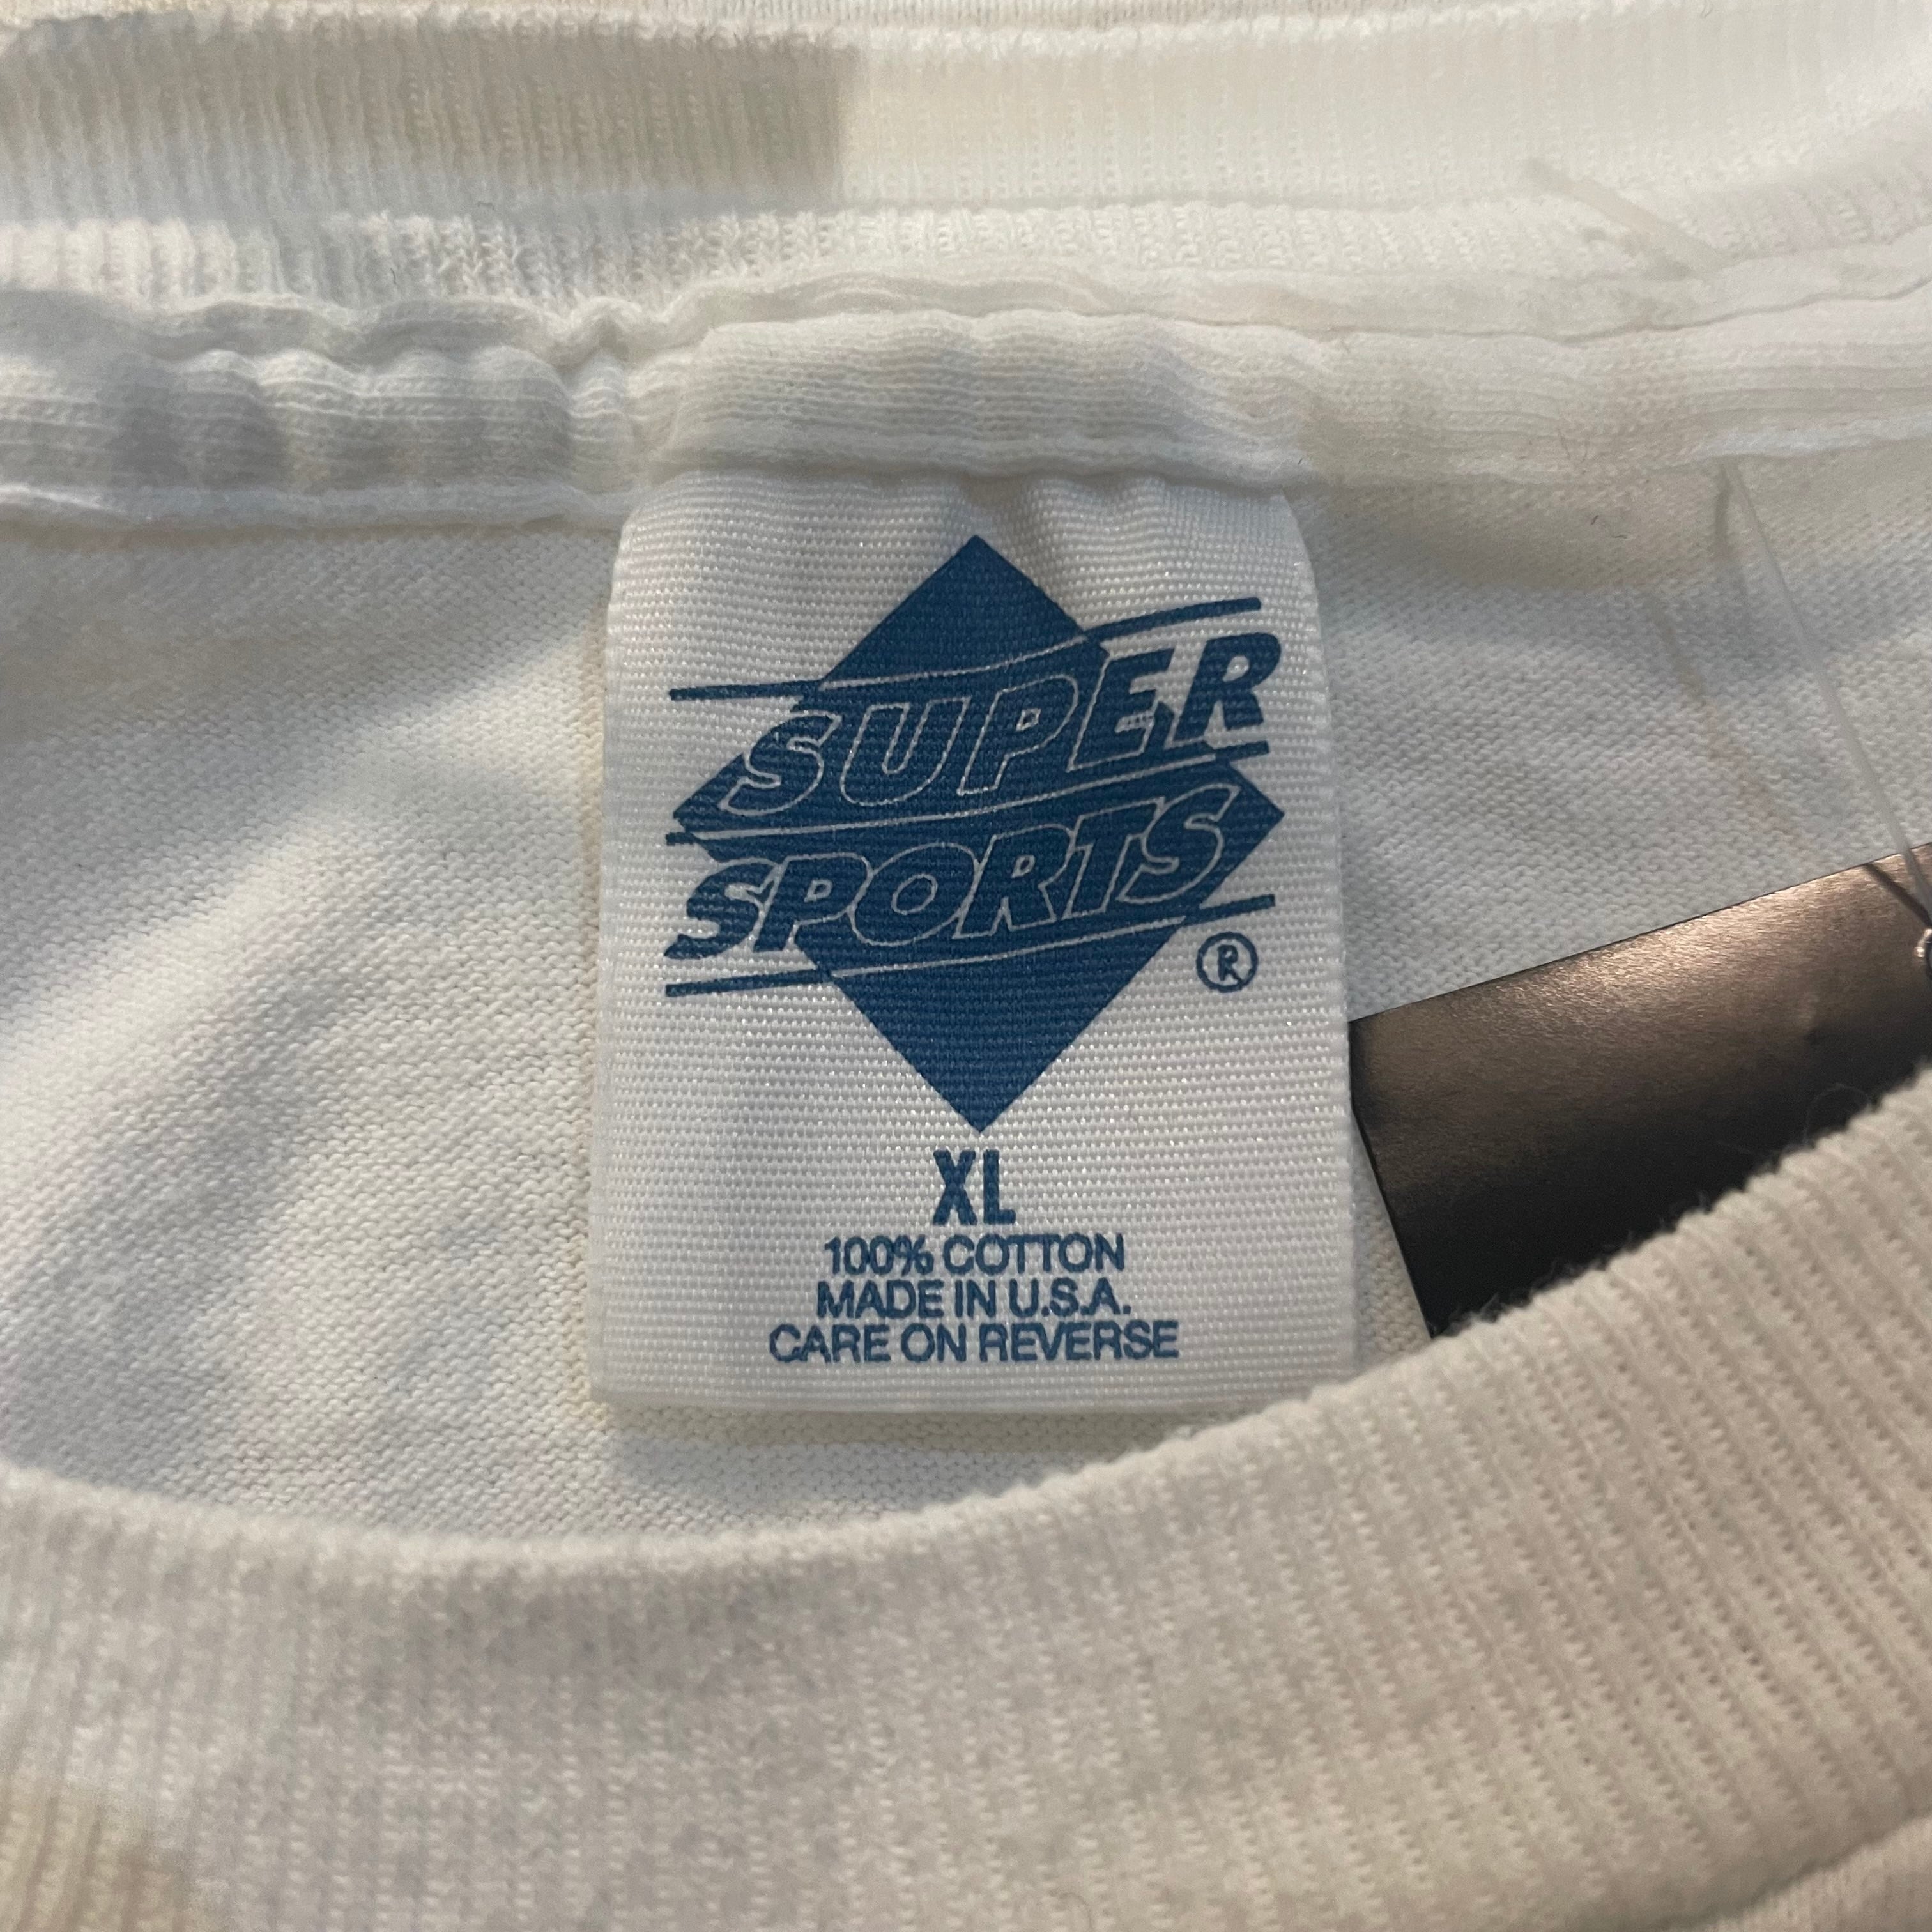 SUPER
SPORTS
®
XL
100% COTTON
MADE IN U.S.A.
CARE ON REVERSE